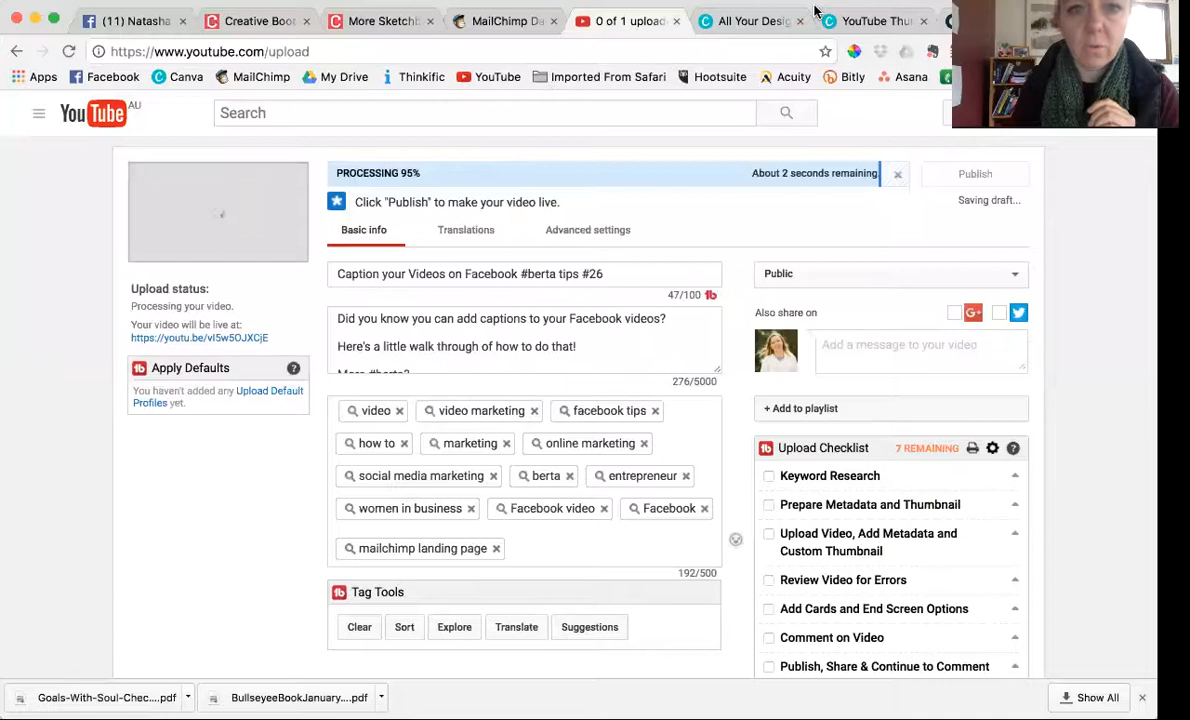 (11) Natasha
Creative Boo
More Sketchb
MailChimp Da
0 of 1 upload
All Your Desig
YouTube Thu
https://www.youtube.com/upload
Apps Facebook Canva MailChimp My Drive Thinkific YouTube Imported From Safari Hootsuite Acuity Bitly Asana
YouTube AU
Search
PROCESSING 95% About 2 seconds remaining.
Publish
Click "Publish" to make your video live.
Saving draft...
Basic info Translations Advanced settings
Caption your Videos on Facebook #berta tips #26
47/100 tb
Public
Upload status:
Processing your video.
Your video will be live at:
https://youtu.be/vI5w5OJXCjE
tb Apply Defaults ?
You haven't added any Upload Default
Profiles yet.
Did you know you can add captions to your Facebook videos?
Here's a little walk through of how to do that!
More #berta?
276/5000
Also share on G+
Add a message to your video
video video marketing facebook tips
how to marketing online marketing
social media marketing berta entrepreneur
women in business Facebook video Facebook
mailchimp landing page
192/500
+ Add to playlist
tb Upload Checklist 7 REMAINING ?
Keyword Research
Prepare Metadata and Thumbnail
Upload Video, Add Metadata and
Custom Thumbnail
Review Video for Errors
Add Cards and End Screen Options
Comment on Video
Publish, Share & Continue to Comment
tb Tag Tools
Clear Sort Explore Translate Suggestions
Goals-With-Soul-Chec....pdf
BullseyeeBookJanuary....pdf
Show All